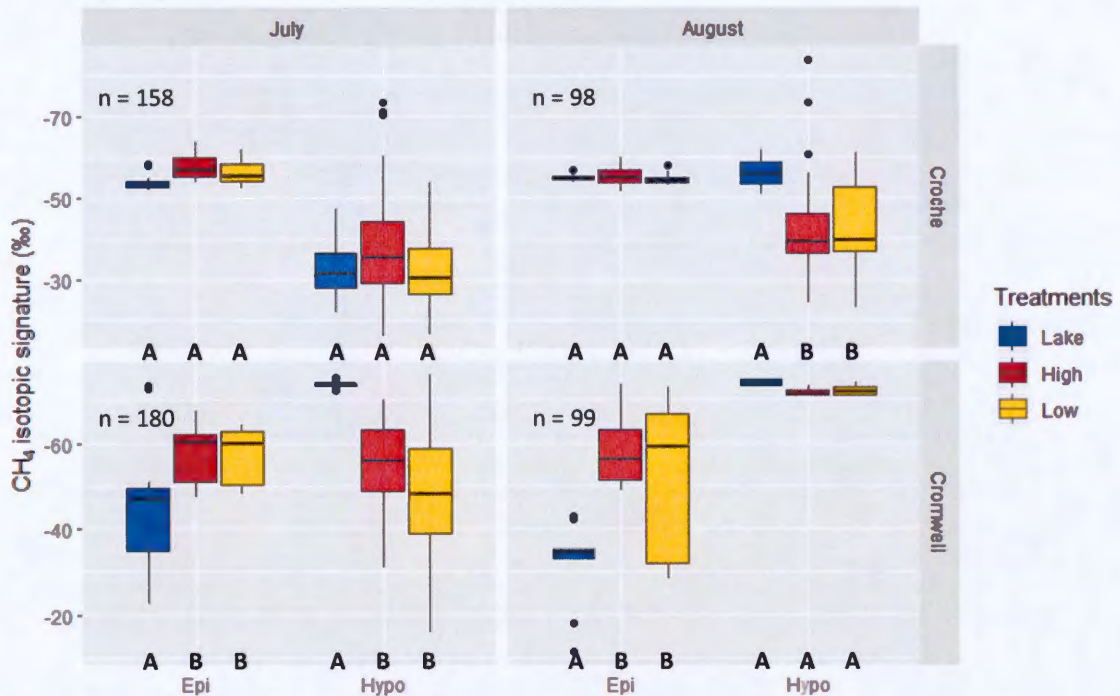 July
August
n = 158
n = 98
-70
-50
-30
Croche
A A A A A A
A A A A B B
CH₄ isotopic signature (‰)
n = 180
n = 99
-60
-40
-20
Cromwell
A B B A B B
A B B A A A
Epi
Hypo
Epi
Hypo
Treatments
Lake
High
Low